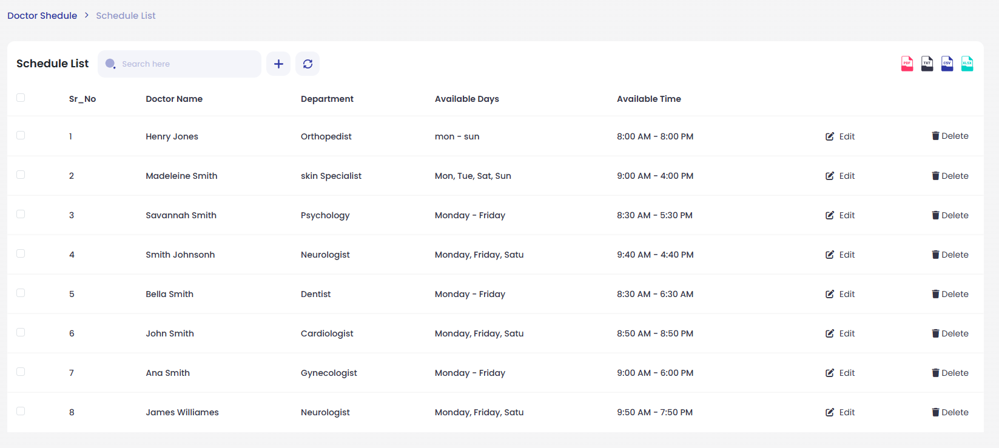 Doctor Shedule > Schedule List
Schedule List Search here PDF TXT CSV XLSX
Sr_No Doctor Name Department Available Days Available Time
1 Henry Jones Orthopedist mon - sun 8:00 AM - 8:00 PM Edit Delete
2 Madeleine Smith skin Specialist Mon, Tue, Sat, Sun 9:00 AM - 4:00 PM Edit Delete
3 Savannah Smith Psychology Monday - Friday 8:30 AM - 5:30 PM Edit Delete
4 Smith Johnsonh Neurologist Monday, Friday, Satu 9:40 AM - 4:40 PM Edit Delete
5 Bella Smith Dentist Monday - Friday 8:30 AM - 6:30 AM Edit Delete
6 John Smith Cardiologist Monday, Friday, Satu 8:50 AM - 8:50 PM Edit Delete
7 Ana Smith Gynecologist Monday - Friday 9:00 AM - 6:00 PM Edit Delete
8 James Williames Neurologist Monday, Friday, Satu 9:50 AM - 7:50 PM Edit Delete